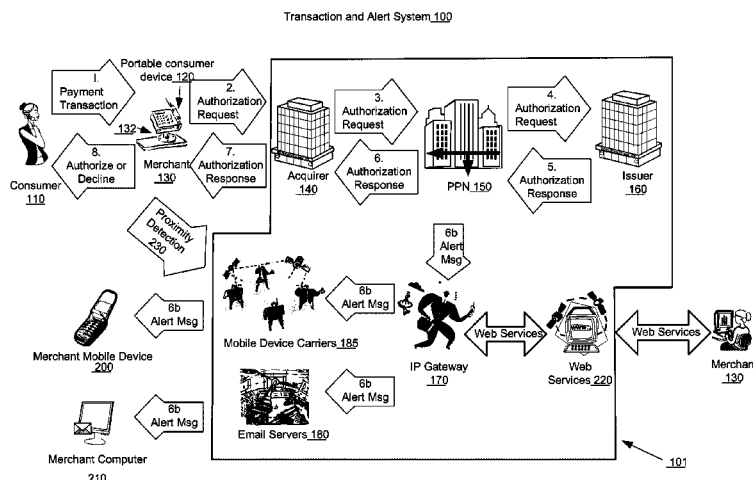 Transaction and Alert System 100
1.
Payment
Transaction
Portable consumer
device 120
2.
Authorization
Request
3.
Authorization
Request
4.
Authorization
Request
132
8.
Authorize or
Decline
Merchant
130
7.
Authorization
Response
Acquirer
140
6.
Authorization
Response
PPN 150
5.
Authorization
Response
Issuer
160
Consumer
110
Proximity
Detection
230
6b
Alert
Msg
6b
Alert Msg
Merchant Mobile Device
200
6b
Alert Msg
Mobile Device Carriers 185
IP Gateway
170
Web Services
Web
Services 220
Web Services
Merchant
130
6b
Alert Msg
Merchant Computer
210
6b
Alert Msg
Email Servers 180
101